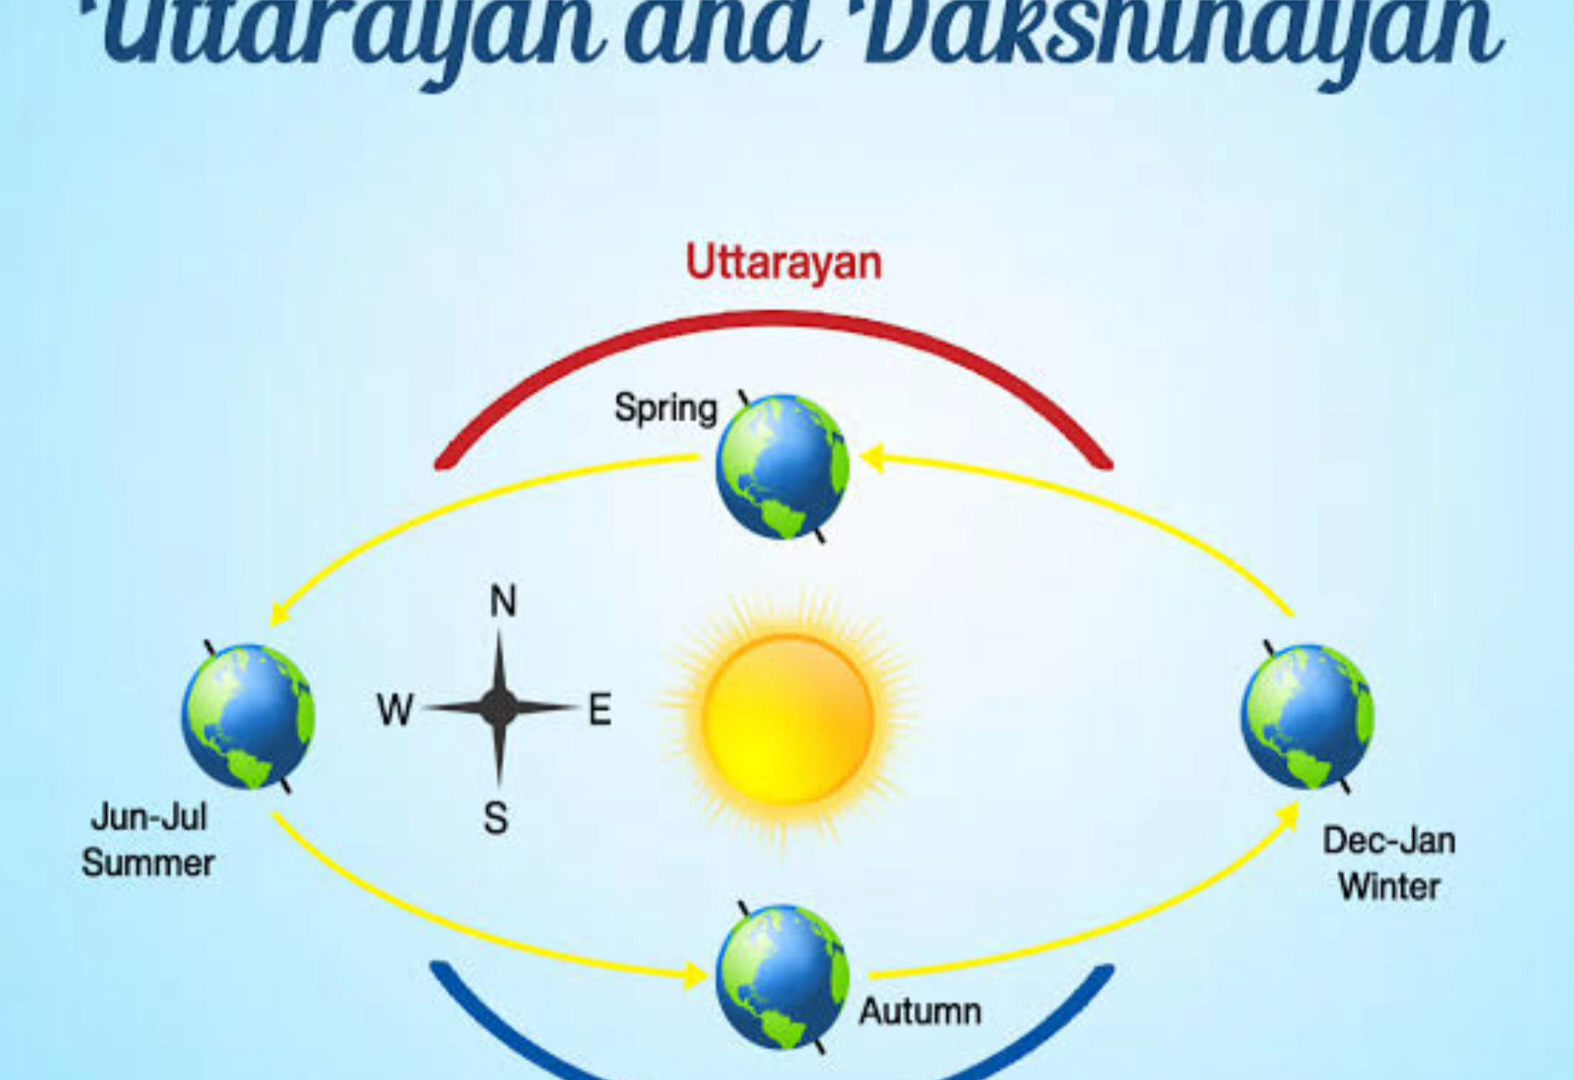 Uttarayan and Dakshinayan
Uttarayan
Spring
N
W
E
S
Jun-Jul
Summer
Dec-Jan
Winter
Autumn